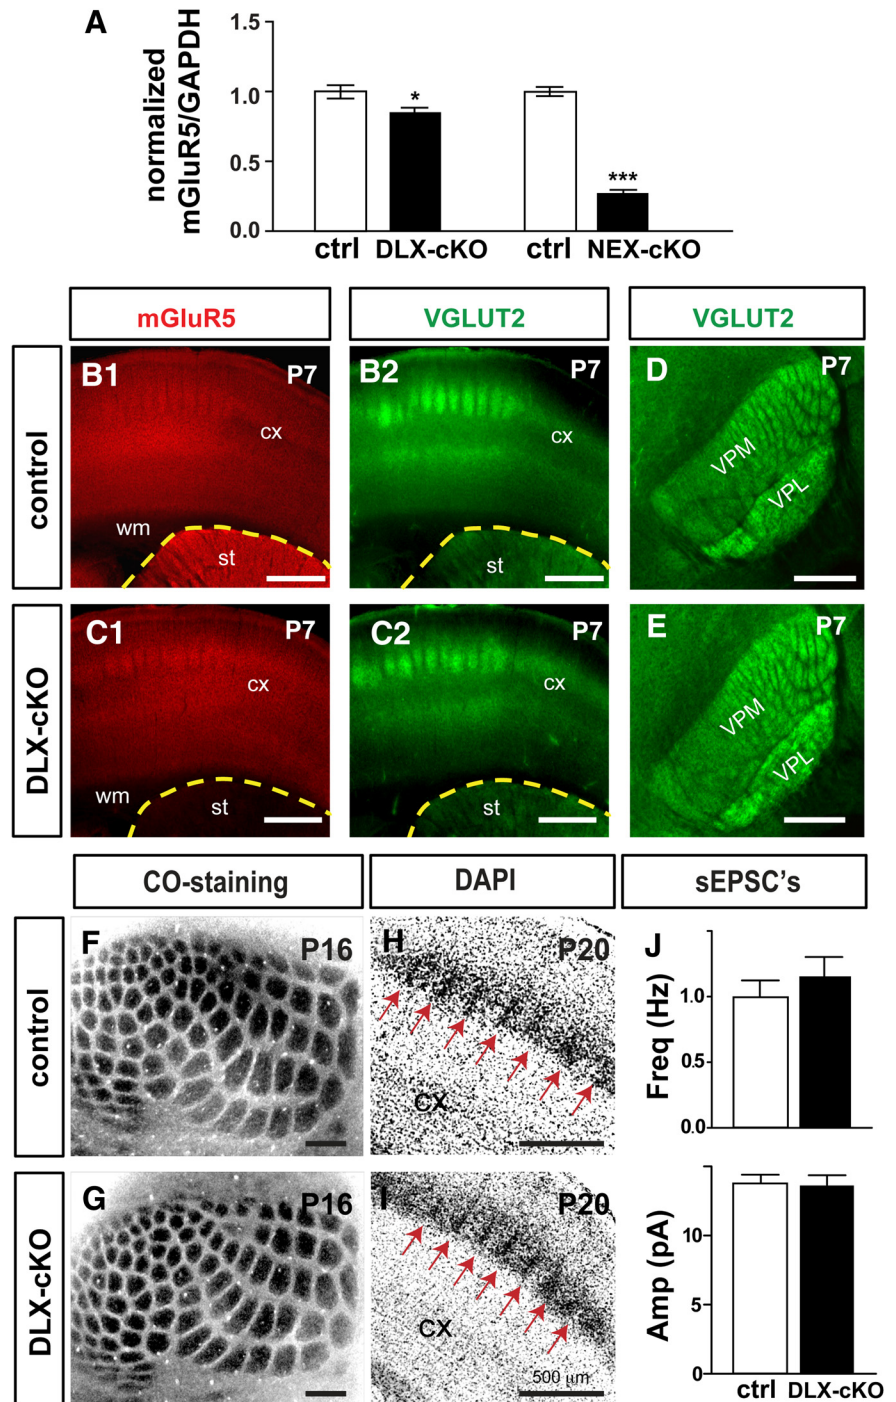 A
normalized
mGluR5/GAPDH
1.5
1.0
0.5
0.0
*
***
ctrl DLX-cKO ctrl NEX-cKO
mGluR5 VGLUT2 VGLUT2
control
B1 P7 cx wm st
B2 P7 cx st
D P7 VPM VPL
DLX-cKO
C1 P7 cx wm st
C2 P7 cx st
E P7 VPM VPL
CO-staining DAPI sEPSC's
control
F P16
H P20
cx
J
Freq (Hz)
1.0
0.5
0.0
DLX-cKO
G P16
I P20
cx
500 µm
Amp (pA)
10
5
0
ctrl DLX-cKO